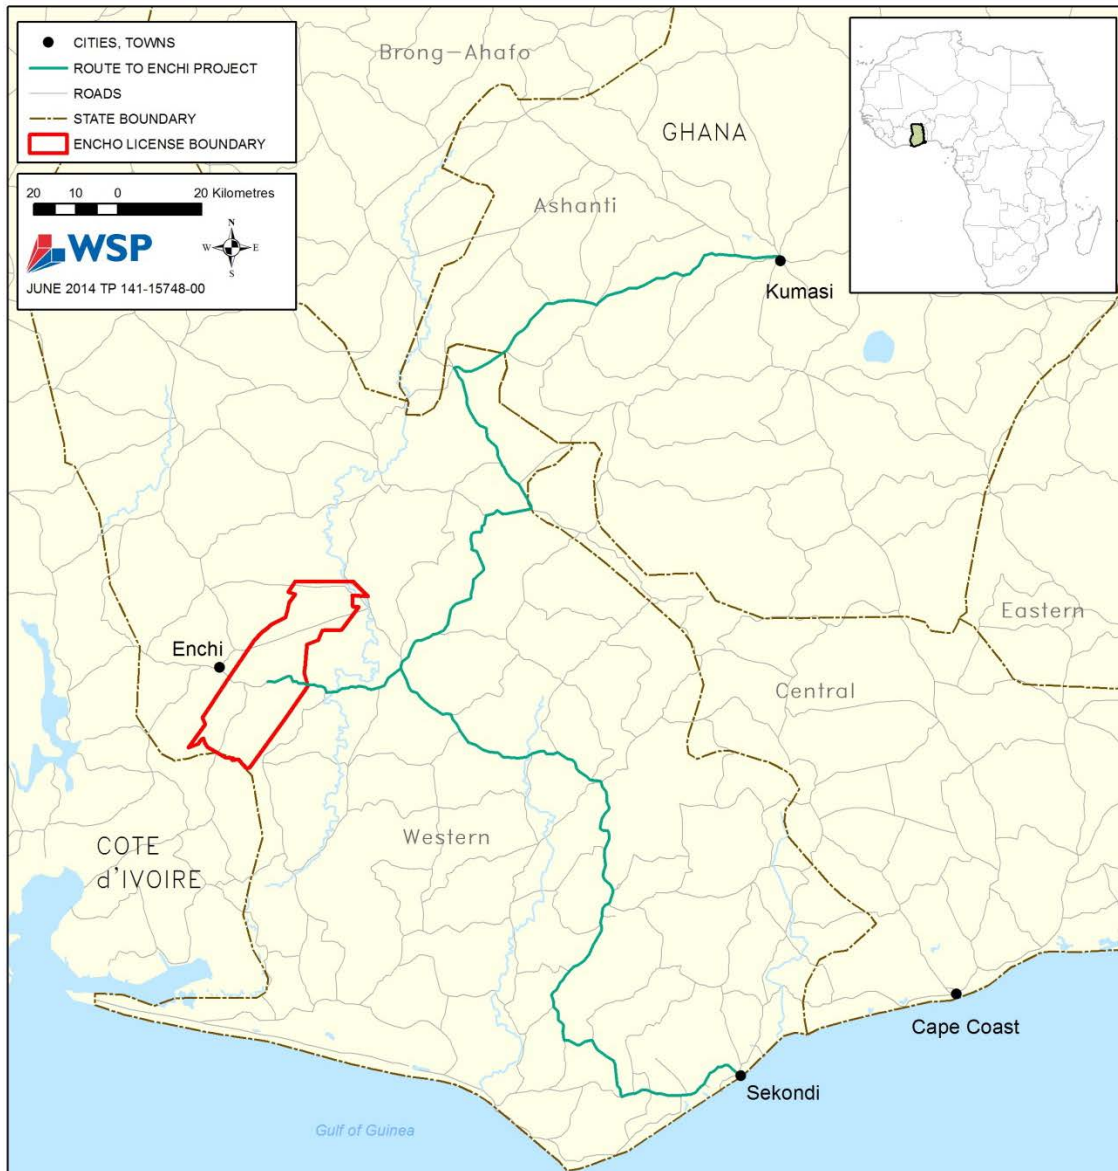 CITIES, TOWNS
ROUTE TO ENCHI PROJECT
ROADS
STATE BOUNDARY
ENCHO LICENSE BOUNDARY
20 10 0 20 Kilometres
WSP
N
W E
S
JUNE 2014 TP 141-15748-00
Brong-Ahafo
GHANA
Ashanti
Kumasi
Enchi
Eastern
Central
Western
COTE
d'IVOIRE
Cape Coast
Sekondi
Gulf of Guinea